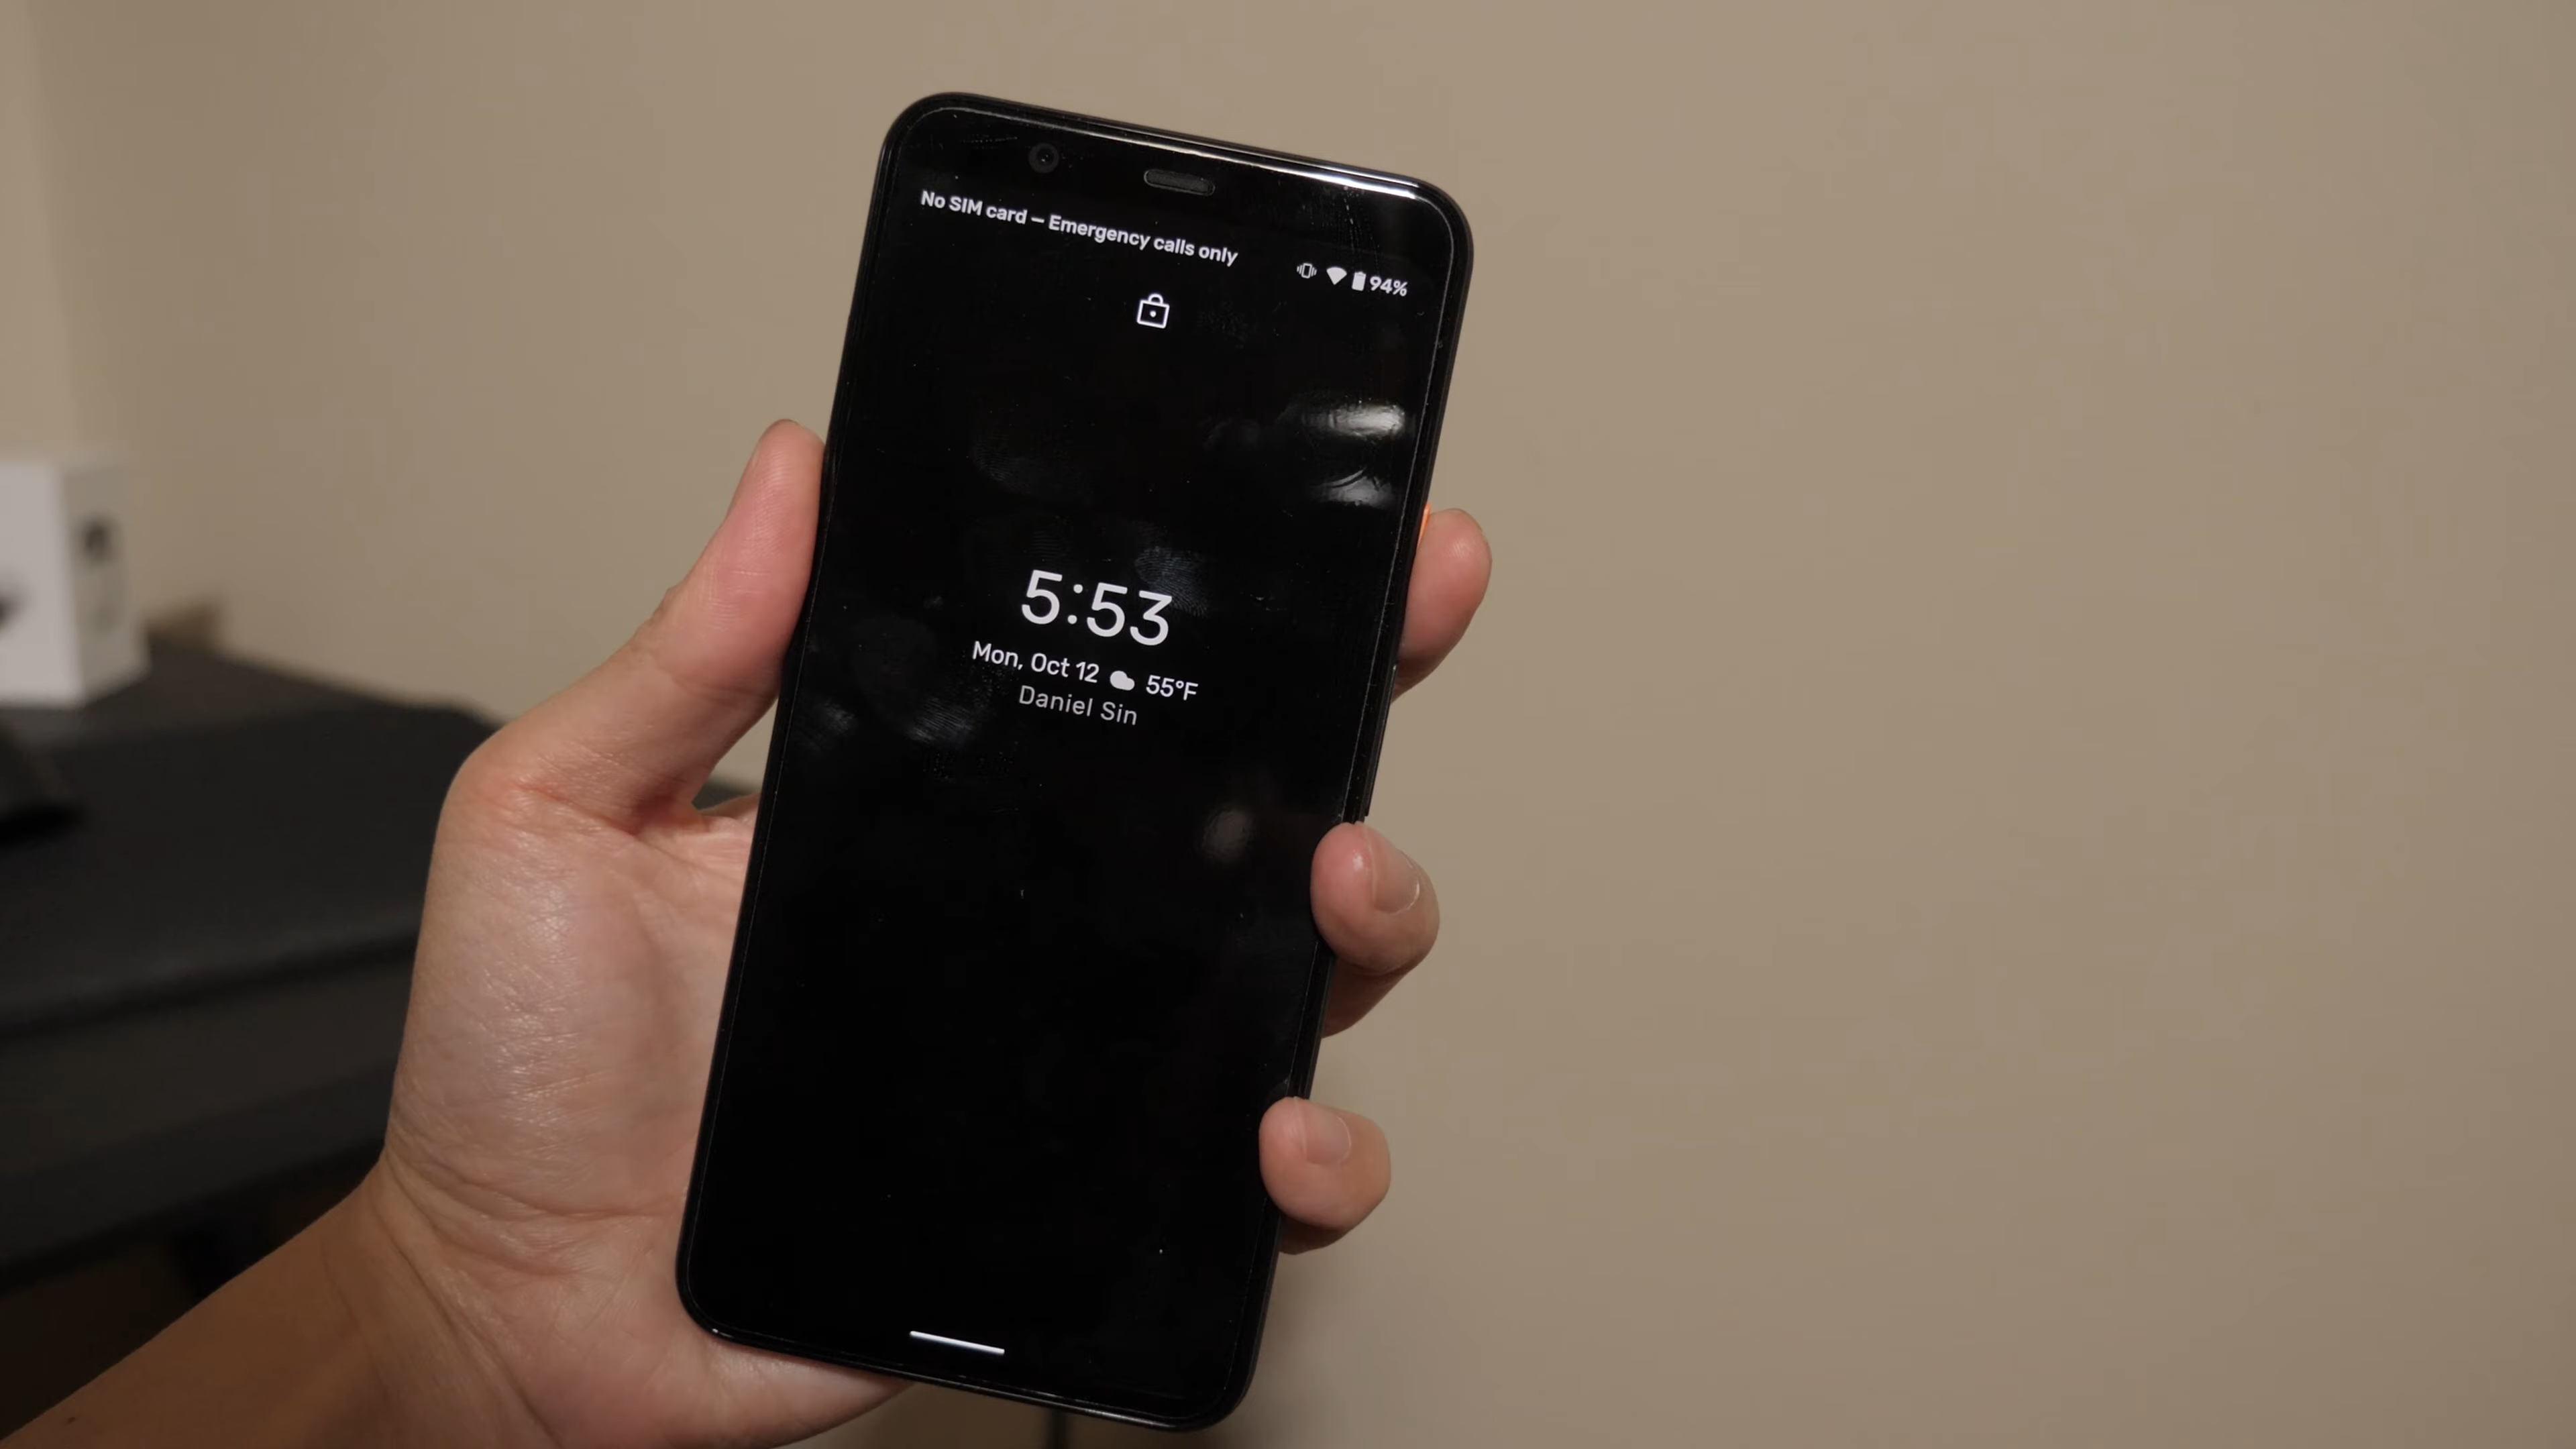 No SIM card – Emergency calls only
94%
5:53
Mon, Oct 12 55°F
Daniel Sin